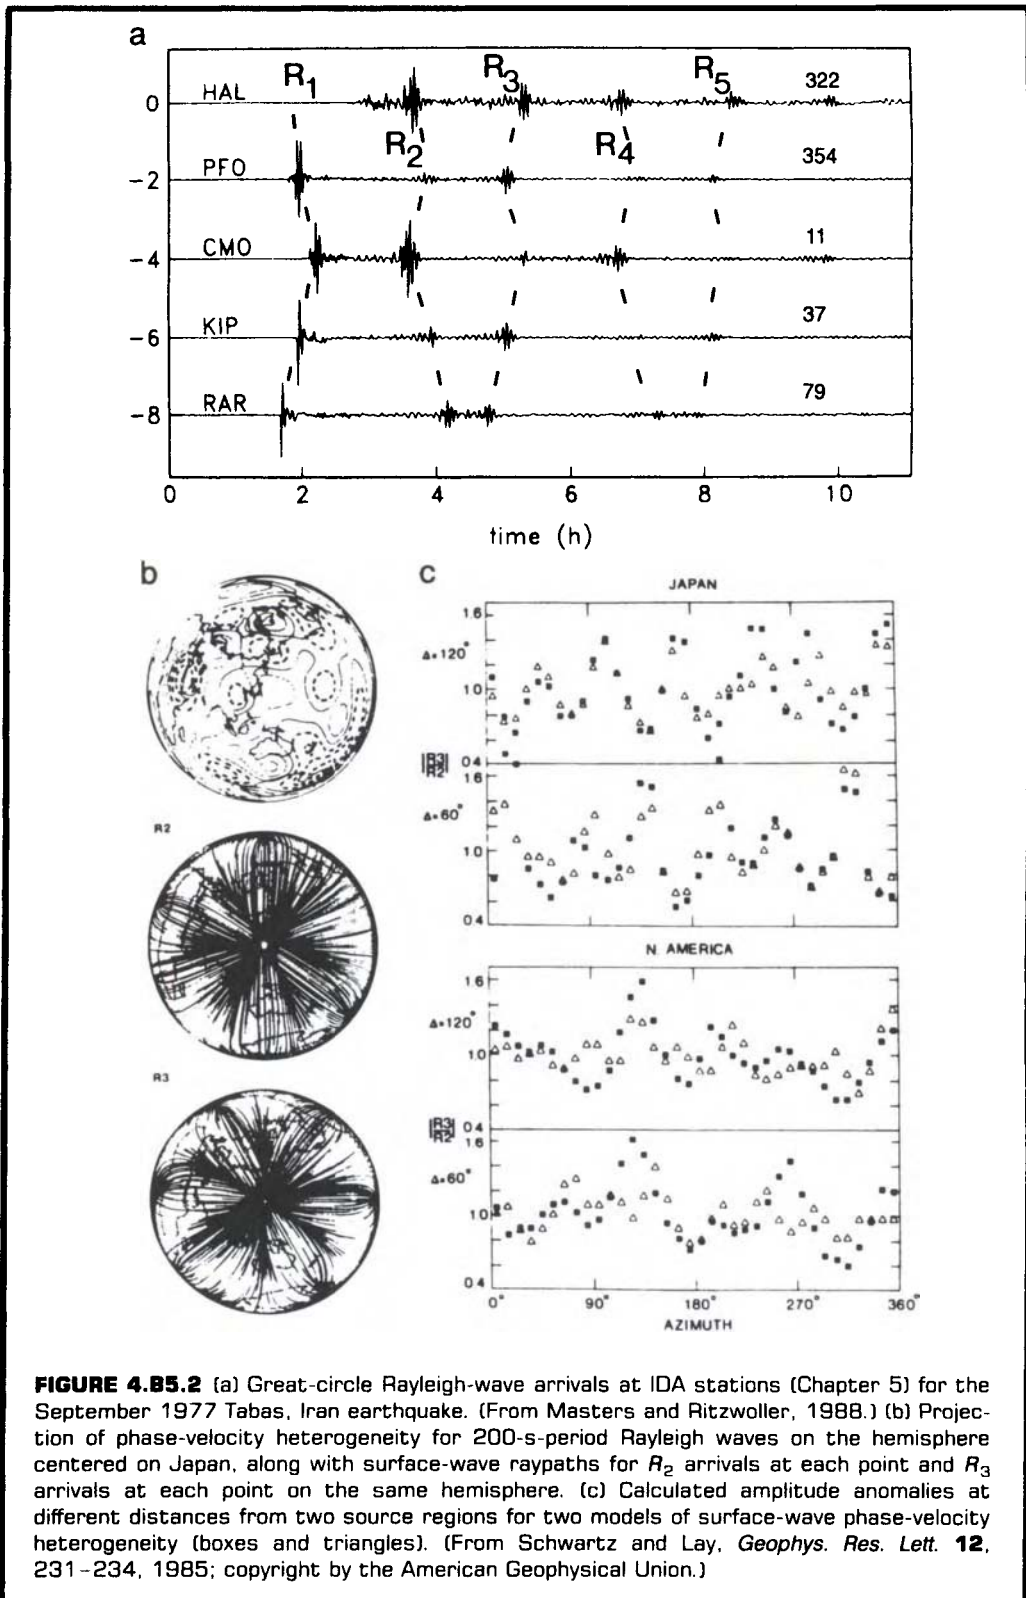 a
R1 R3 R5
HAL 322
0
R2 R4
PFO 354
-2
CMO 11
-4
KIP 37
-6
RAR 79
-8
0 2 4 6 8 10
time (h)
b
c
JAPAN
1.6
Δ=120°
1.0
0.4
|R3|
R2
1.6
Δ=60°
1.0
0.4
R2
N. AMERICA
1.6
Δ=120°
1.0
0.4
|R3|
R2
1.6
Δ=60°
1.0
0.4
R3
0° 90° 180° 270° 360°
AZIMUTH
FIGURE 4.B5.2 (a) Great-circle Rayleigh-wave arrivals at IDA stations (Chapter 5) for the
September 1977 Tabas, Iran earthquake. (From Masters and Ritzwoller, 1988.) (b) Projec-
tion of phase-velocity heterogeneity for 200-s-period Rayleigh waves on the hemisphere
centered on Japan, along with surface-wave raypaths for R2 arrivals at each point and R3
arrivals at each point on the same hemisphere. (c) Calculated amplitude anomalies at
different distances from two source regions for two models of surface-wave phase-velocity
heterogeneity (boxes and triangles). (From Schwartz and Lay, Geophys. Res. Lett. 12,
231–234, 1985; copyright by the American Geophysical Union.)